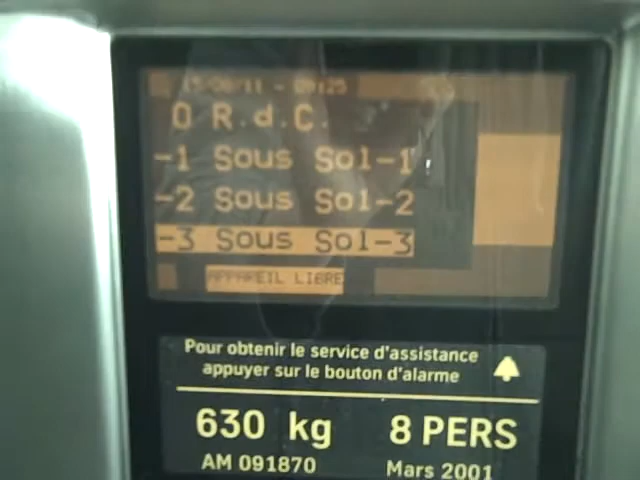 0 R.d.C.
-1 Sous Sol-1
-2 Sous Sol-2
-3 Sous Sol-3
APPAREIL LIBRE
Pour obtenir le service d'assistance
appuyer sur le bouton d'alarme
630 kg 8 PERS
AM 091870 Mars 2001